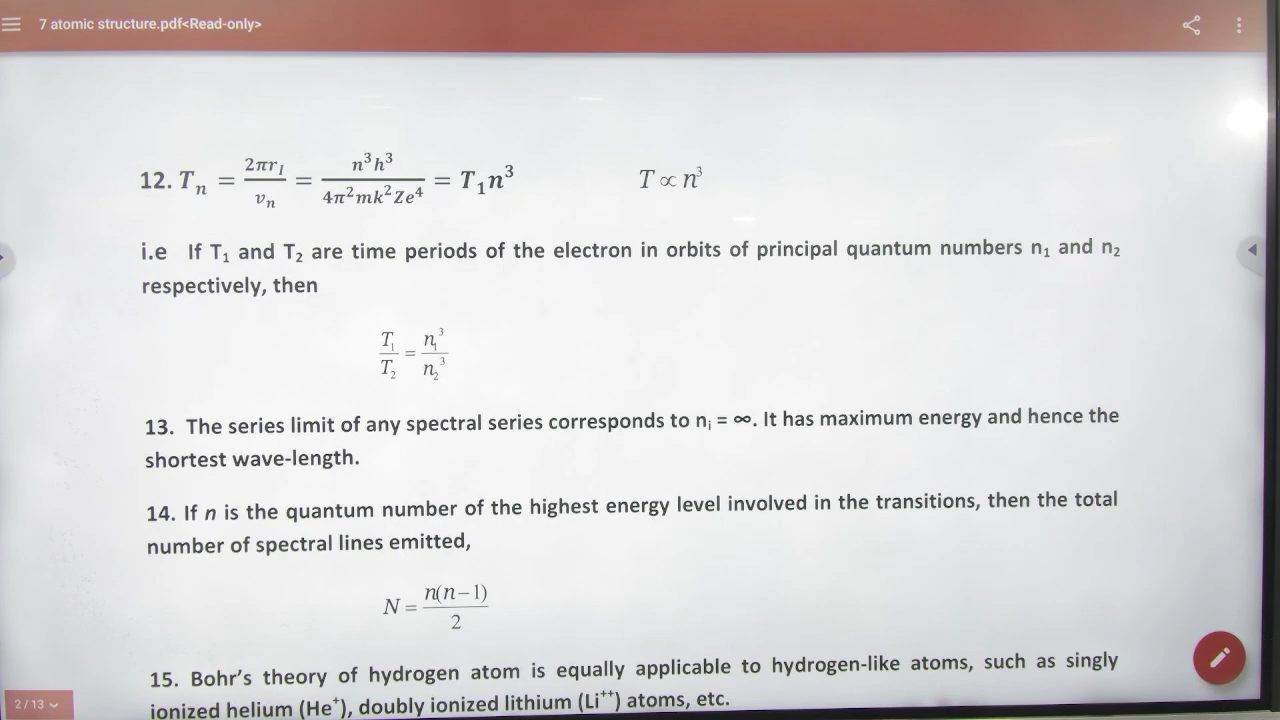 7 atomic structure.pdf<Read-only>
12. Tₙ = 2πr_I / vₙ = n³h³ / 4π²mk²Ze⁴ = T₁n³ T ∝ n³
i.e If T₁ and T₂ are time periods of the electron in orbits of principal quantum numbers n₁ and n₂
respectively, then
T₁/T₂ = n₁³/n₂³
13. The series limit of any spectral series corresponds to nᵢ = ∞. It has maximum energy and hence the
shortest wave-length.
14. If n is the quantum number of the highest energy level involved in the transitions, then the total
number of spectral lines emitted,
N = n(n−1)/2
15. Bohr’s theory of hydrogen atom is equally applicable to hydrogen-like atoms, such as singly
ionized helium (He⁺), doubly ionized lithium (Li⁺⁺) atoms, etc.
2 / 13